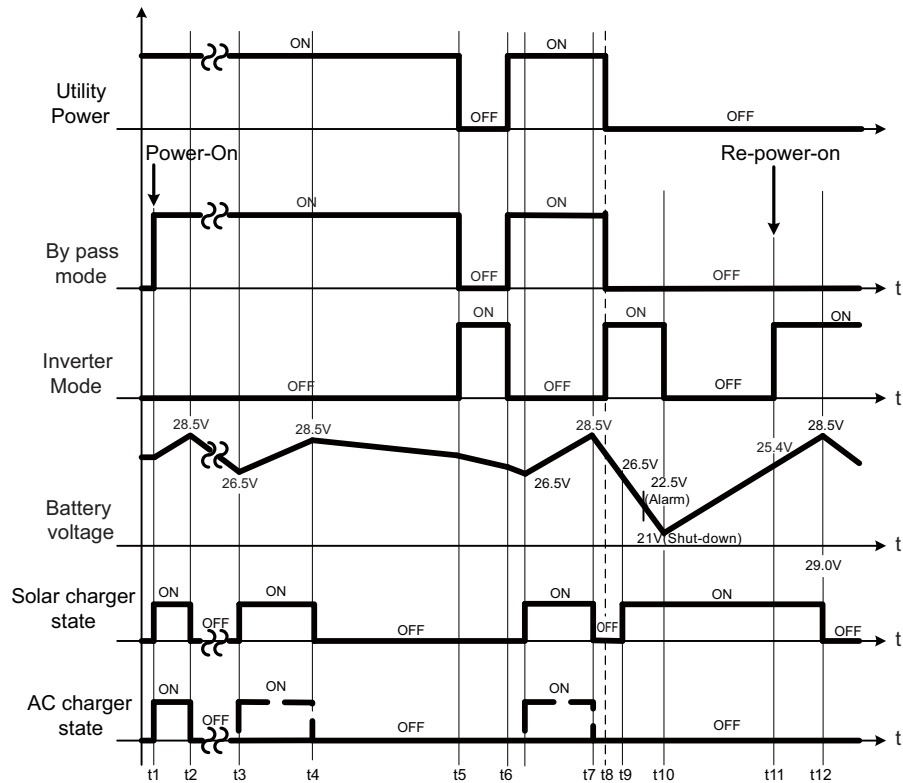 ON
ON
Utility
Power
OFF
OFF
Power-On
Re-power-on
ON
ON
By pass
mode
OFF
OFF
t
ON
ON
ON
Inverter
Mode
OFF
OFF
OFF
t
28.5V
28.5V
28.5V
28.5V
26.5V
26.5V
26.5V
25.4V
22.5V
(Alarm)
Battery
voltage
21V(Shut-down)
t
29.0V
Solar charger
state
ON
OFF
ON
OFF
ON
OFF
ON
OFF
t
AC charger
state
ON
OFF
ON
OFF
ON
OFF
t
t1 t2 t3 t4 t5 t6 t7 t8 t9 t10 t11 t12